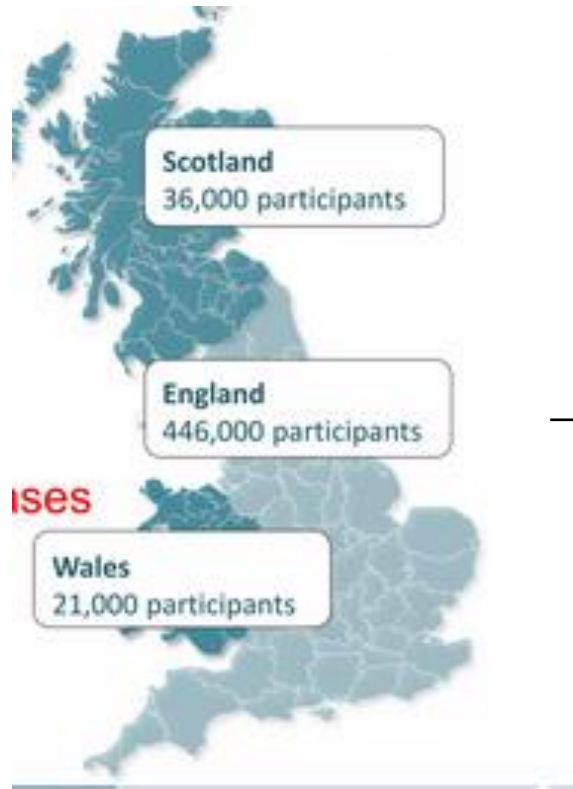 Scotland
36,000 participants
England
446,000 participants
Wales
21,000 participants